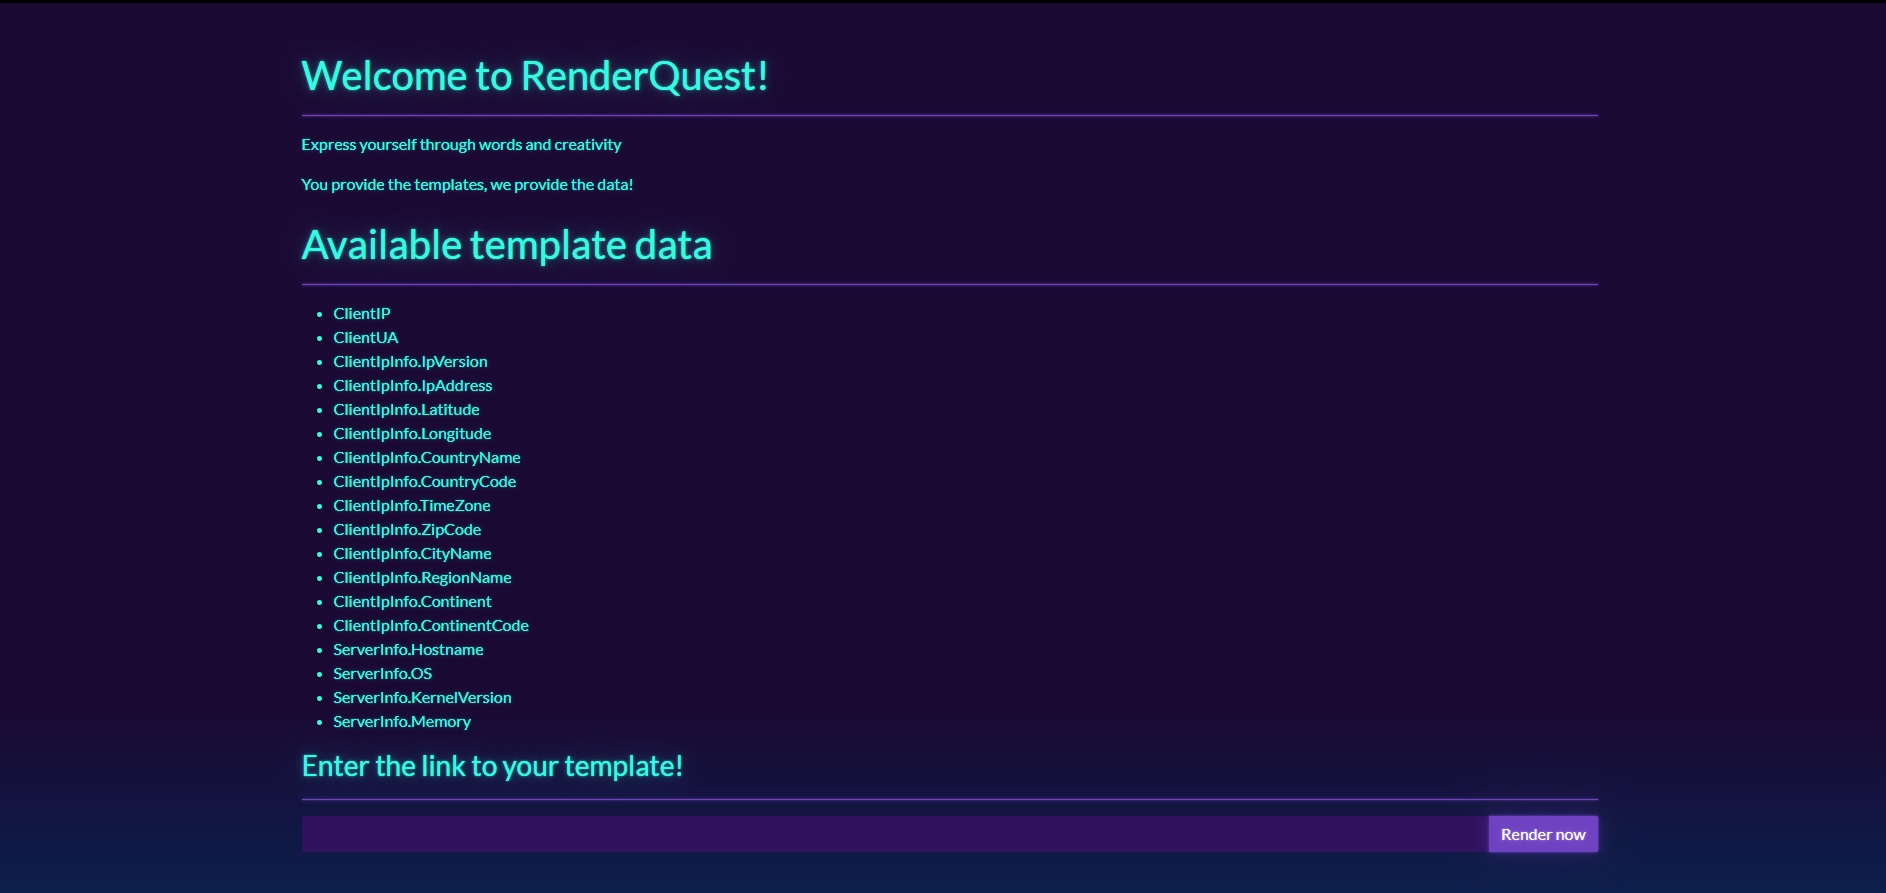 Welcome to RenderQuest!
Express yourself through words and creativity
You provide the templates, we provide the data!
Available template data
ClientIP
ClientUA
ClientIpInfo.IpVersion
ClientIpInfo.IpAddress
ClientIpInfo.Latitude
ClientIpInfo.Longitude
ClientIpInfo.CountryName
ClientIpInfo.CountryCode
ClientIpInfo.TimeZone
ClientIpInfo.ZipCode
ClientIpInfo.CityName
ClientIpInfo.RegionName
ClientIpInfo.Continent
ClientIpInfo.ContinentCode
ServerInfo.Hostname
ServerInfo.OS
ServerInfo.KernelVersion
ServerInfo.Memory
Enter the link to your template!
Render now